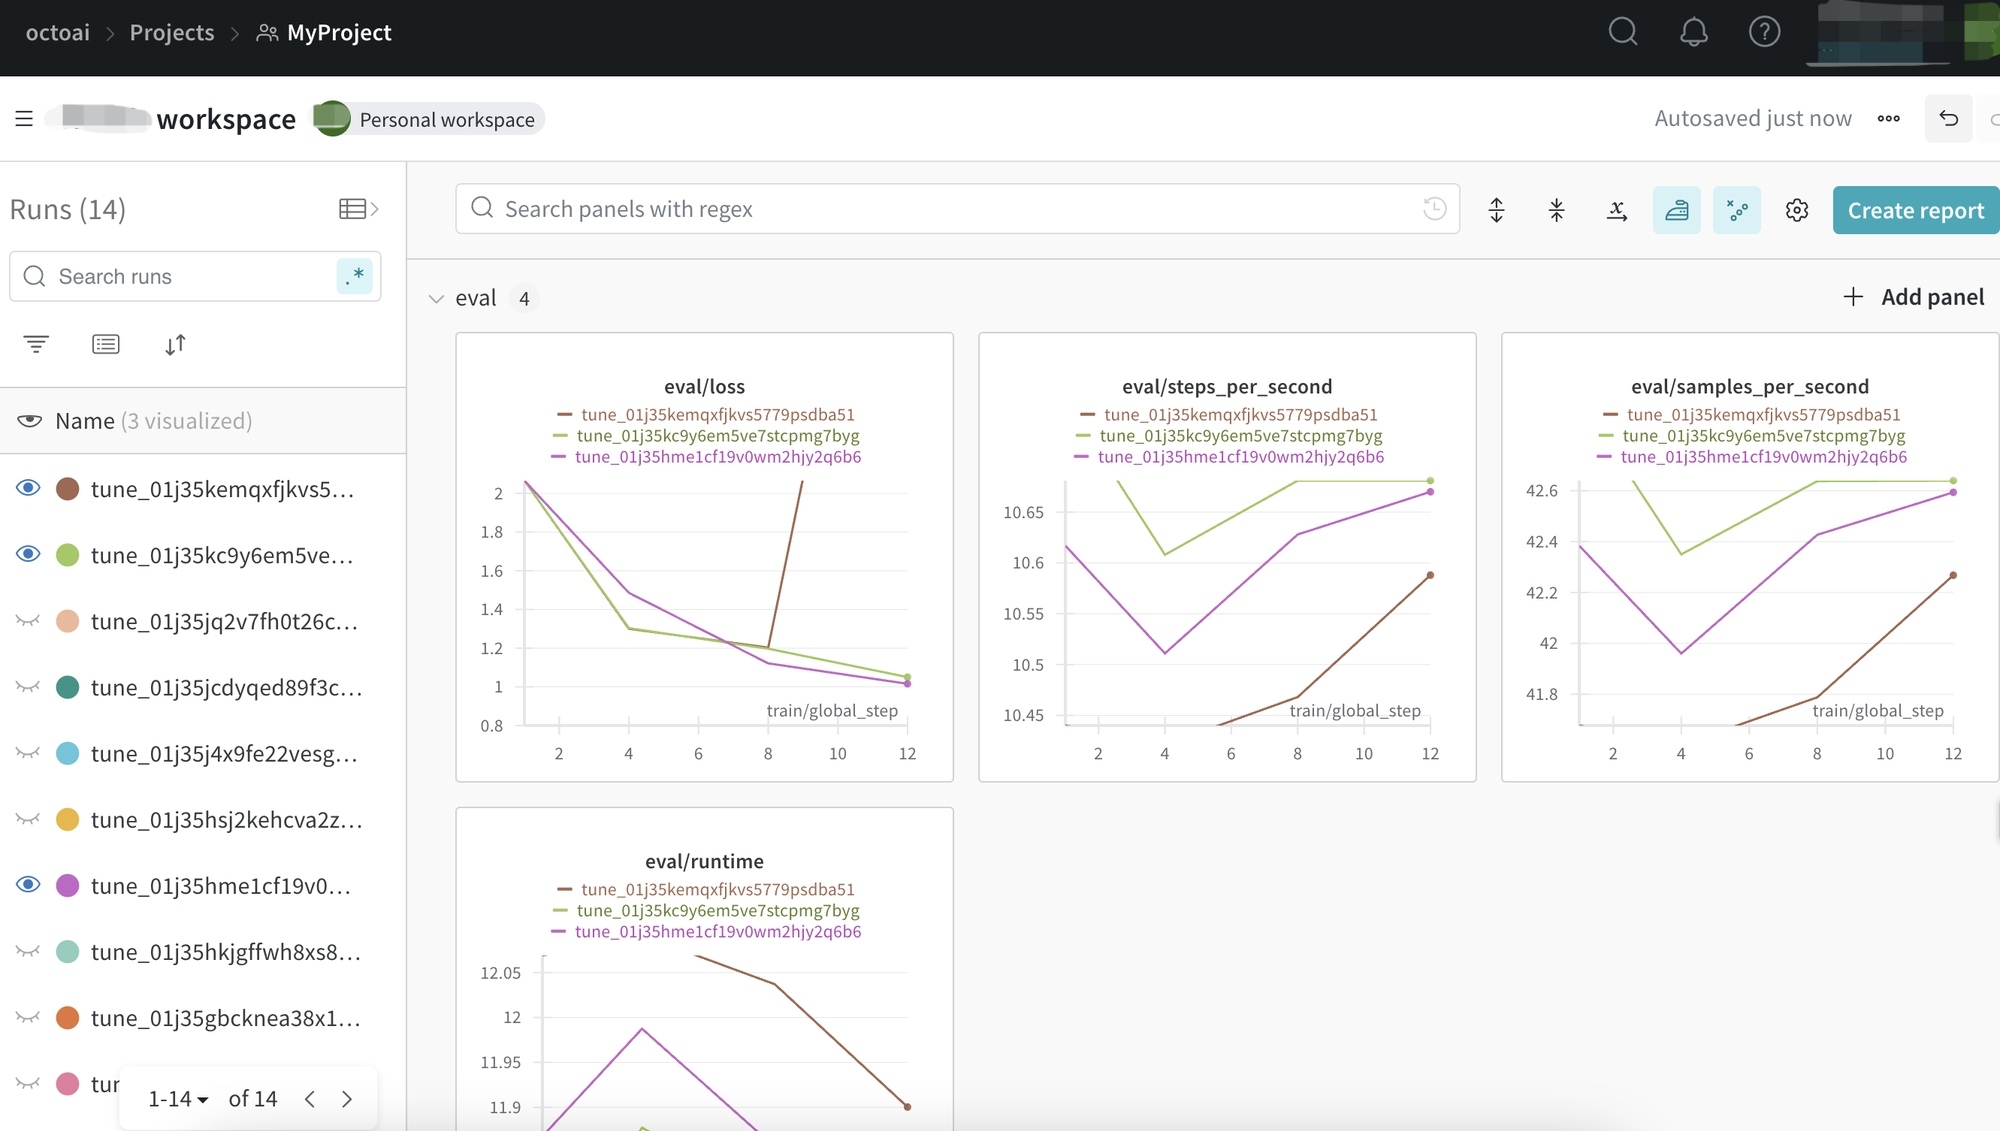 octoai > Projects > MyProject
workspace Personal workspace Autosaved just now
Runs (14)
Search panels with regex
Create report
Search runs
.*
eval 4
Add panel
Name (3 visualized)
tune_01j35kemqxfjkvs5...
tune_01j35kc9y6em5ve...
tune_01j35jq2v7fh0t26c...
tune_01j35jcdyqed89f3c...
tune_01j35j4x9fe22vesg...
tune_01j35hsj2kehcva2z...
tune_01j35hme1cf19v0...
tune_01j35hkjgffwh8xs8...
tune_01j35gbcknea38x1...
tur
1-14 of 14
eval/loss
tune_01j35kemqxfjkvs5779psdba51
tune_01j35kc9y6em5ve7stcpmg7byg
tune_01j35hme1cf19v0wm2hjy2q6b6
2
1.8
1.6
1.4
1.2
1
0.8
train/global_step
2 4 6 8 10 12
eval/steps_per_second
tune_01j35kemqxfjkvs5779psdba51
tune_01j35kc9y6em5ve7stcpmg7byg
tune_01j35hme1cf19v0wm2hjy2q6b6
10.65
10.6
10.55
10.5
10.45
train/global_step
2 4 6 8 10 12
eval/samples_per_second
tune_01j35kemqxfjkvs5779psdba51
tune_01j35kc9y6em5ve7stcpmg7byg
tune_01j35hme1cf19v0wm2hjy2q6b6
42.6
42.4
42.2
42
41.8
train/global_step
2 4 6 8 10 12
eval/runtime
tune_01j35kemqxfjkvs5779psdba51
tune_01j35kc9y6em5ve7stcpmg7byg
tune_01j35hme1cf19v0wm2hjy2q6b6
12.05
12
11.95
11.9